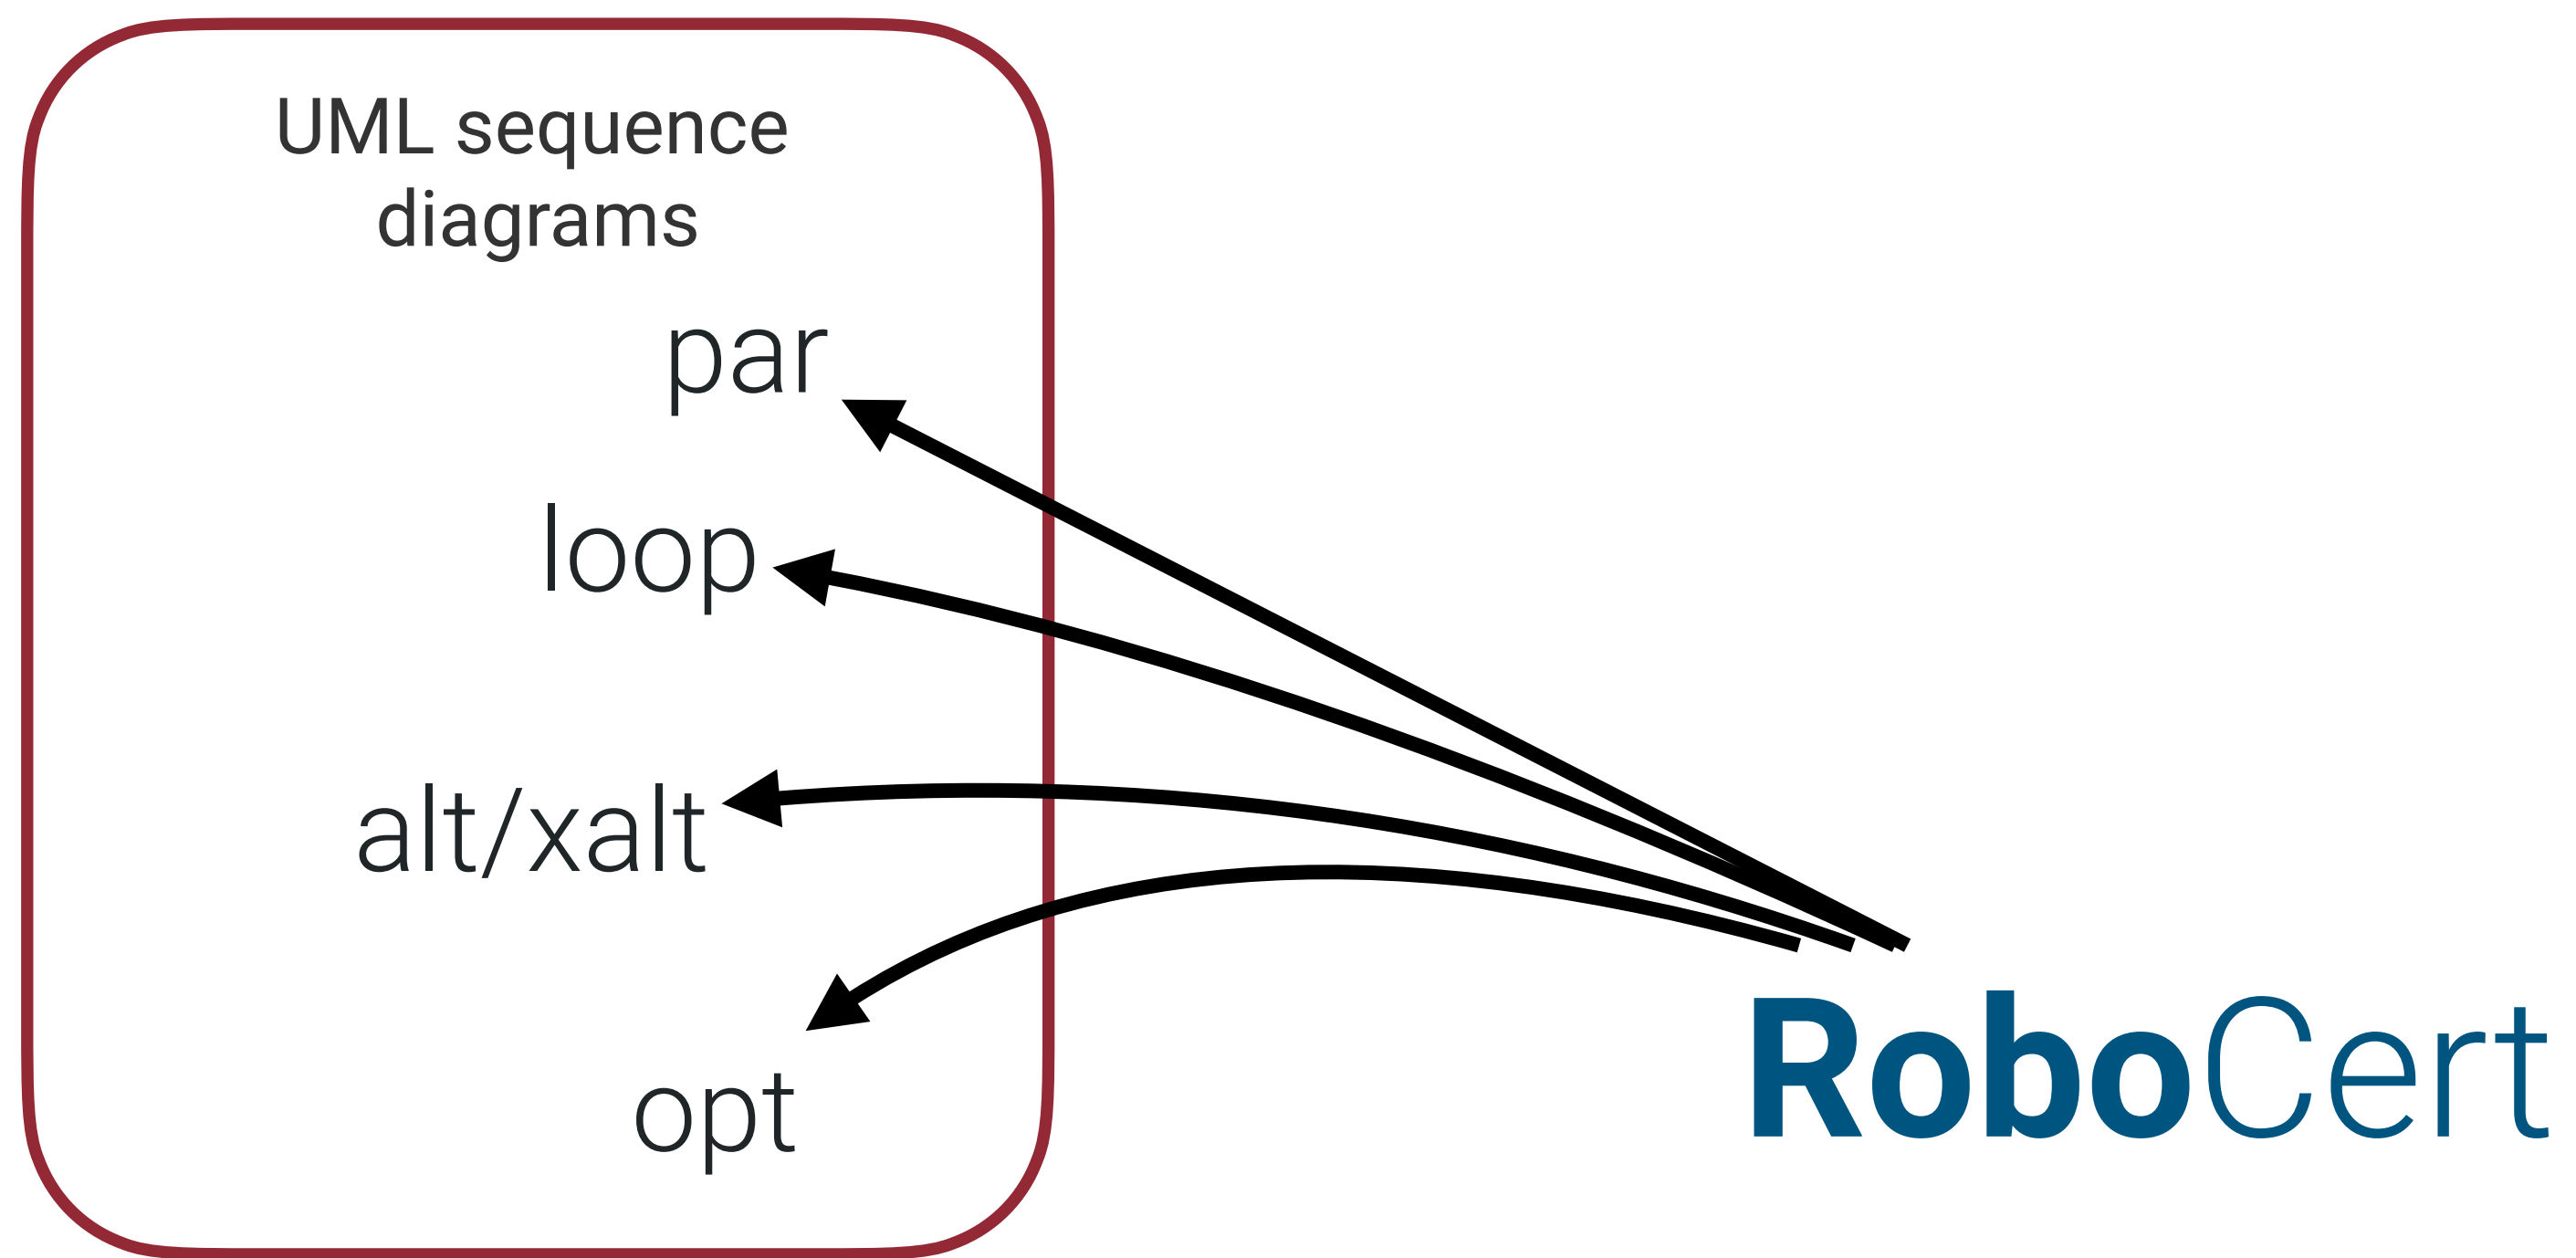 UML sequence
diagrams
par
loop
alt/xalt
opt
RoboCert